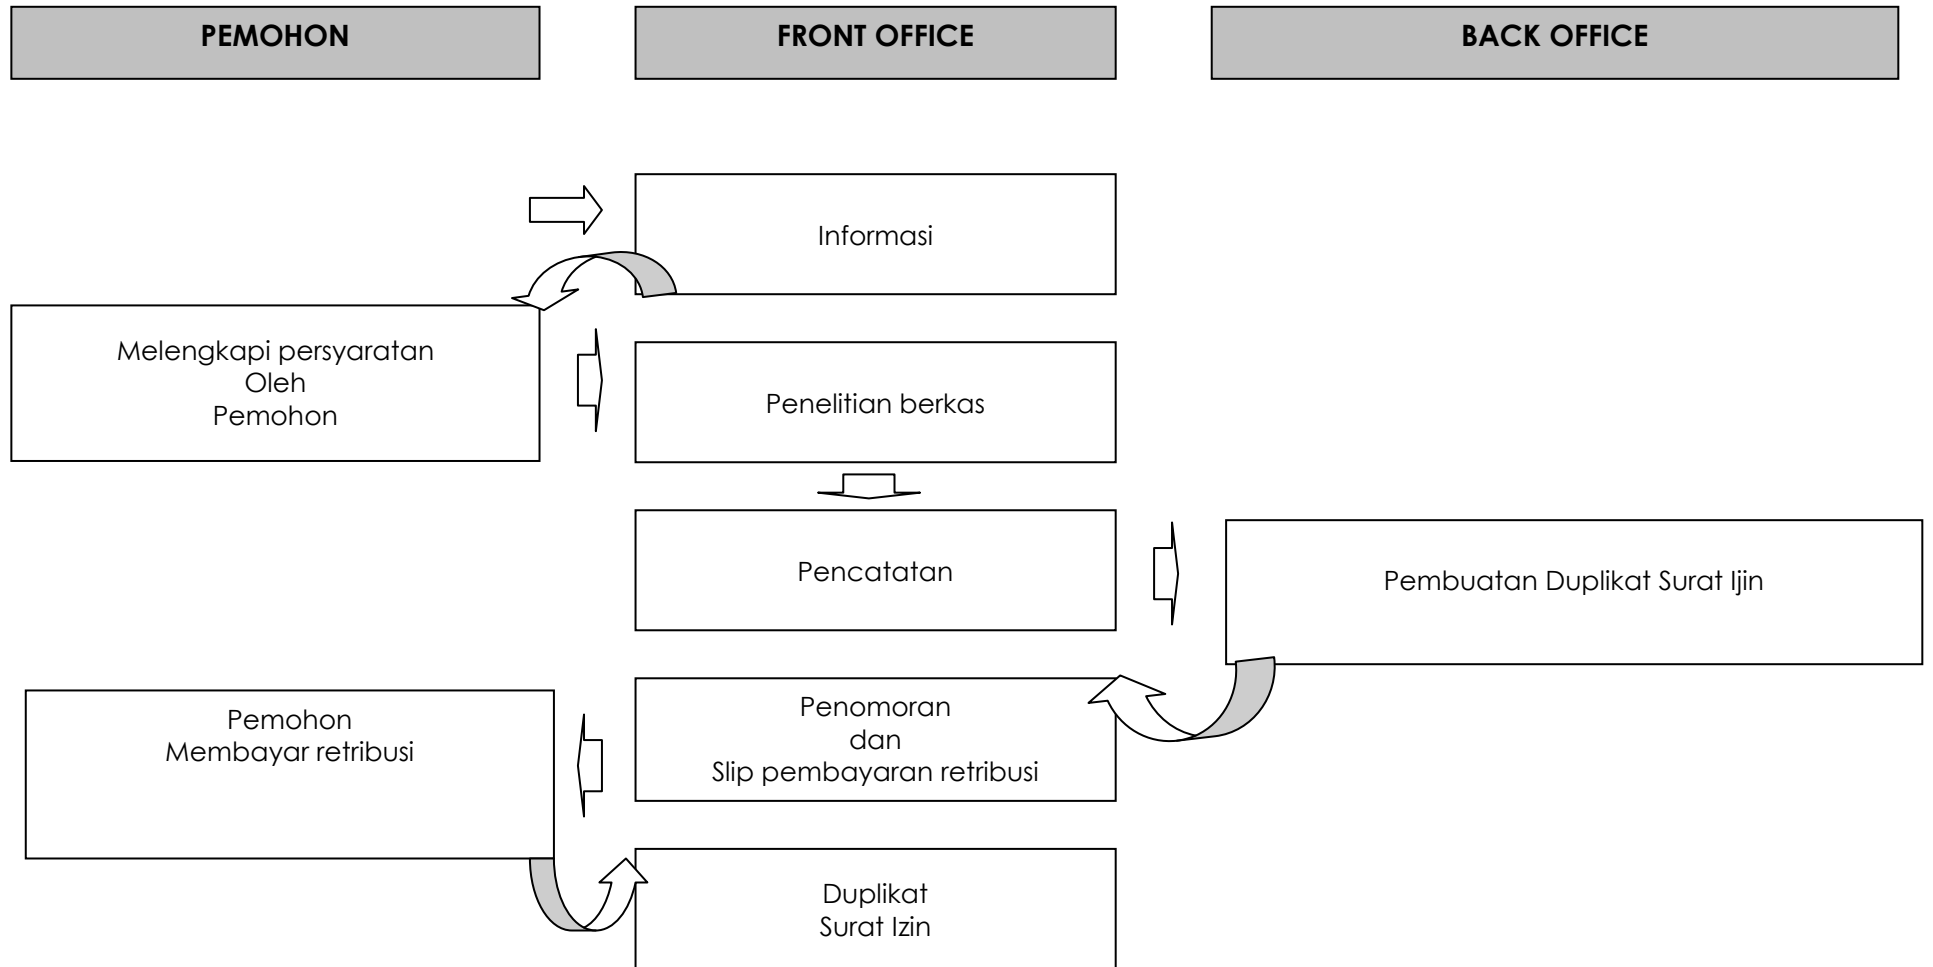 PEMOHON
FRONT OFFICE
BACK OFFICE
Informasi
Melengkapi persyaratan
Oleh
Pemohon
Penelitian berkas
Pencatatan
Pembuatan Duplikat Surat Ijin
Penomoran
dan
Slip pembayaran retribusi
Pemohon
Membayar retribusi
Duplikat
Surat Izin